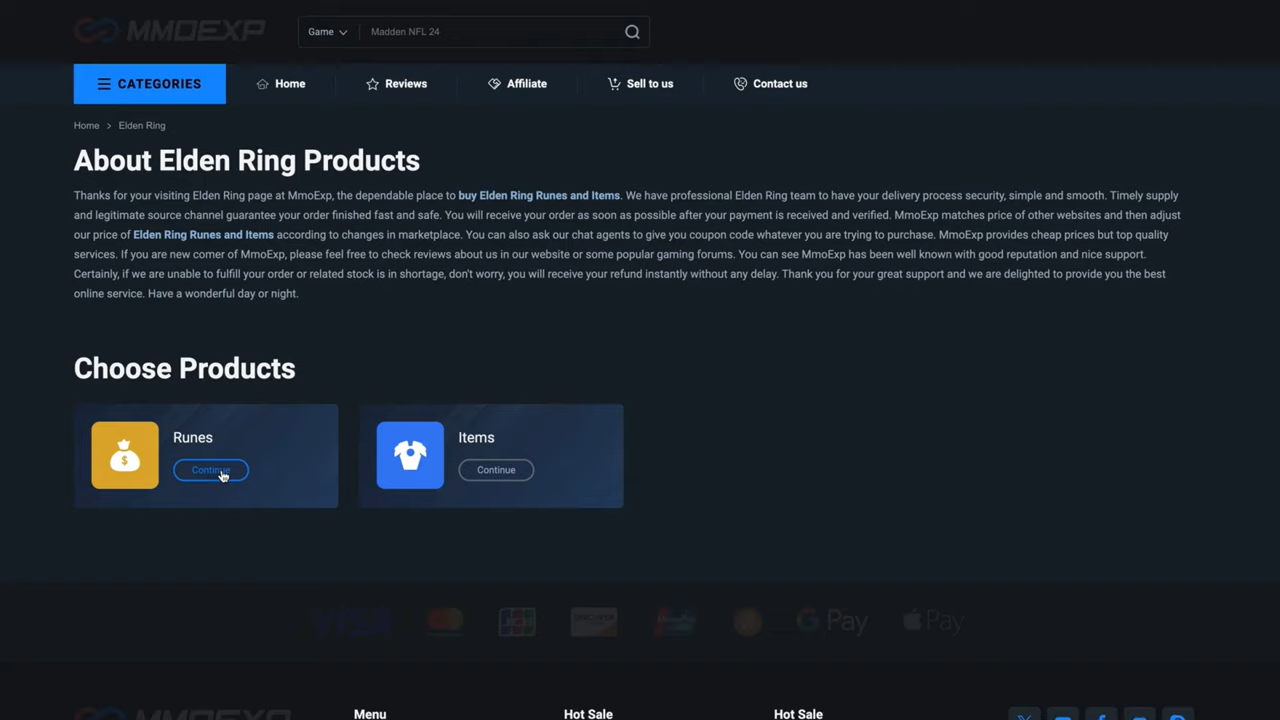 MMOEXP
Game
Madden NFL 24
CATEGORIES
Home
Reviews
Affiliate
Sell to us
Contact us
Home > Elden Ring
About Elden Ring Products
Thanks for your visiting Elden Ring page at MmoExp, the dependable place to buy Elden Ring Runes and Items. We have professional Elden Ring team to have your delivery process security, simple and smooth. Timely supply
and legitimate source channel guarantee your order finished fast and safe. You will receive your order as soon as possible after your payment is received and verified. MmoExp matches price of other websites and then adjust
our price of Elden Ring Runes and Items according to changes in marketplace. You can also ask our chat agents to give you coupon code whatever you are trying to purchase. MmoExp provides cheap prices but top quality
services. If you are new comer of MmoExp, please feel free to check reviews about us in our website or some popular gaming forums. You can see MmoExp has been well known with good reputation and nice support.
Certainly, if we are unable to fulfill your order or related stock is in shortage, don't worry, you will receive your refund instantly without any delay. Thank you for your great support and we are delighted to provide you the best
online service. Have a wonderful day or night.
Choose Products
Runes
Continue
Items
Continue
VISA
JCB
DISCOVER
G Pay
Pay
Menu
Hot Sale
Hot Sale